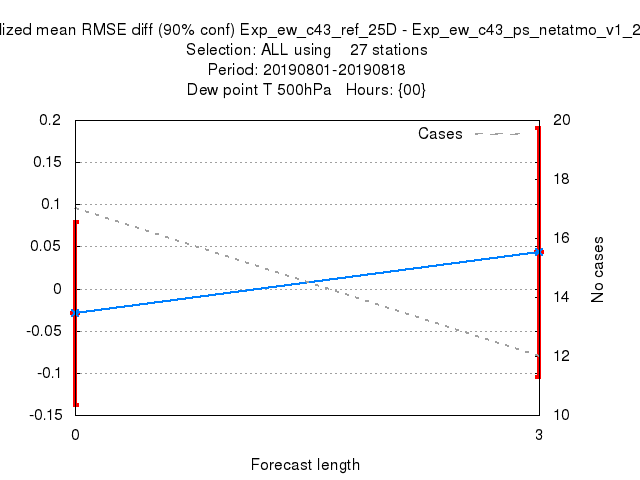 lized mean RMSE diff (90% conf) Exp_ew_c43_ref_25D - Exp_ew_c43_ps_netatmo_v1_2
Selection: ALL using 27 stations
Period: 20190801-20190818
Dew point T 500hPa Hours: {00}
Cases
0.2
0.15
0.1
0.05
0
-0.05
-0.1
-0.15
20
18
16
14
12
10
No cases
0 3
Forecast length